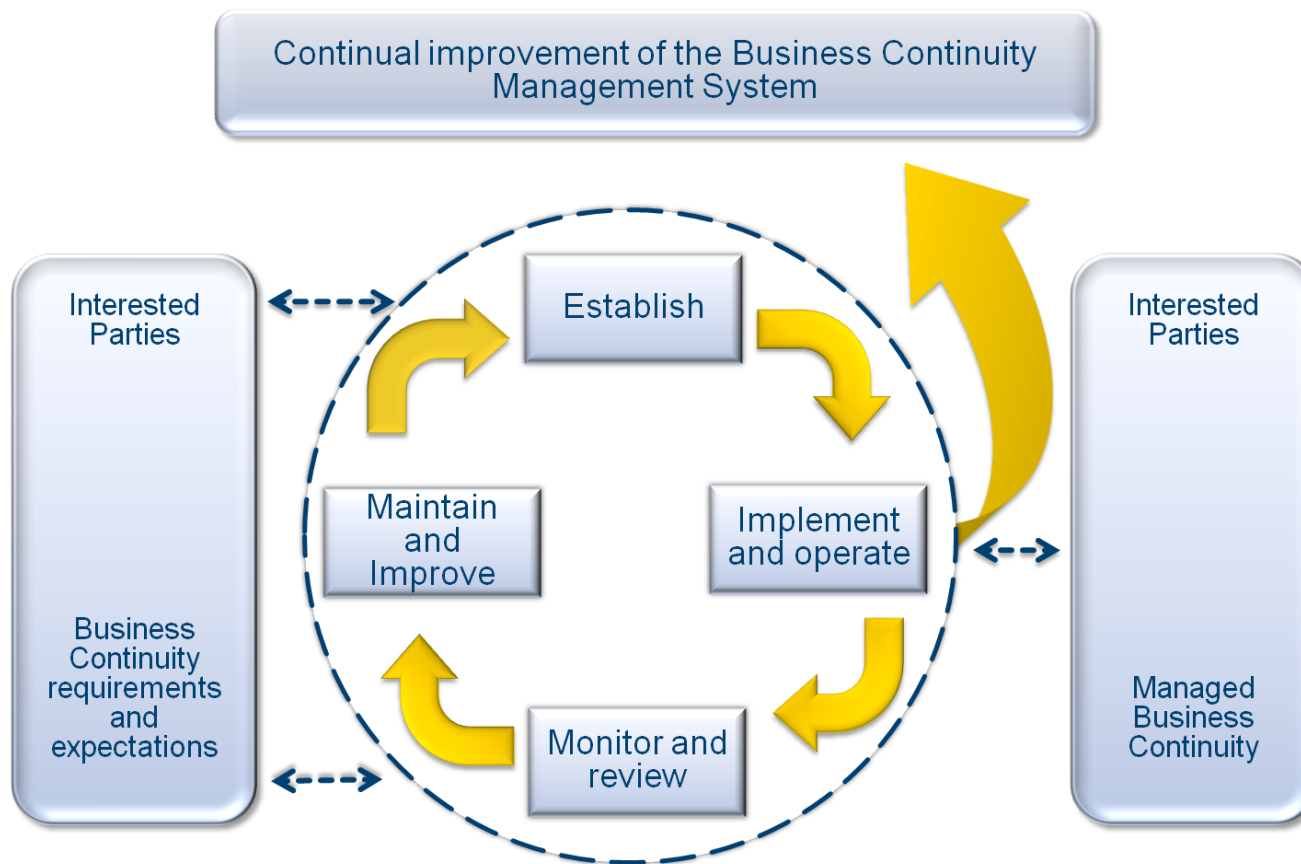 Continual improvement of the Business Continuity
Management System
Interested
Parties
Business
Continuity
requirements
and
expectations
Establish
Implement
and operate
Monitor and
review
Maintain
and
Improve
Interested
Parties
Managed
Business
Continuity